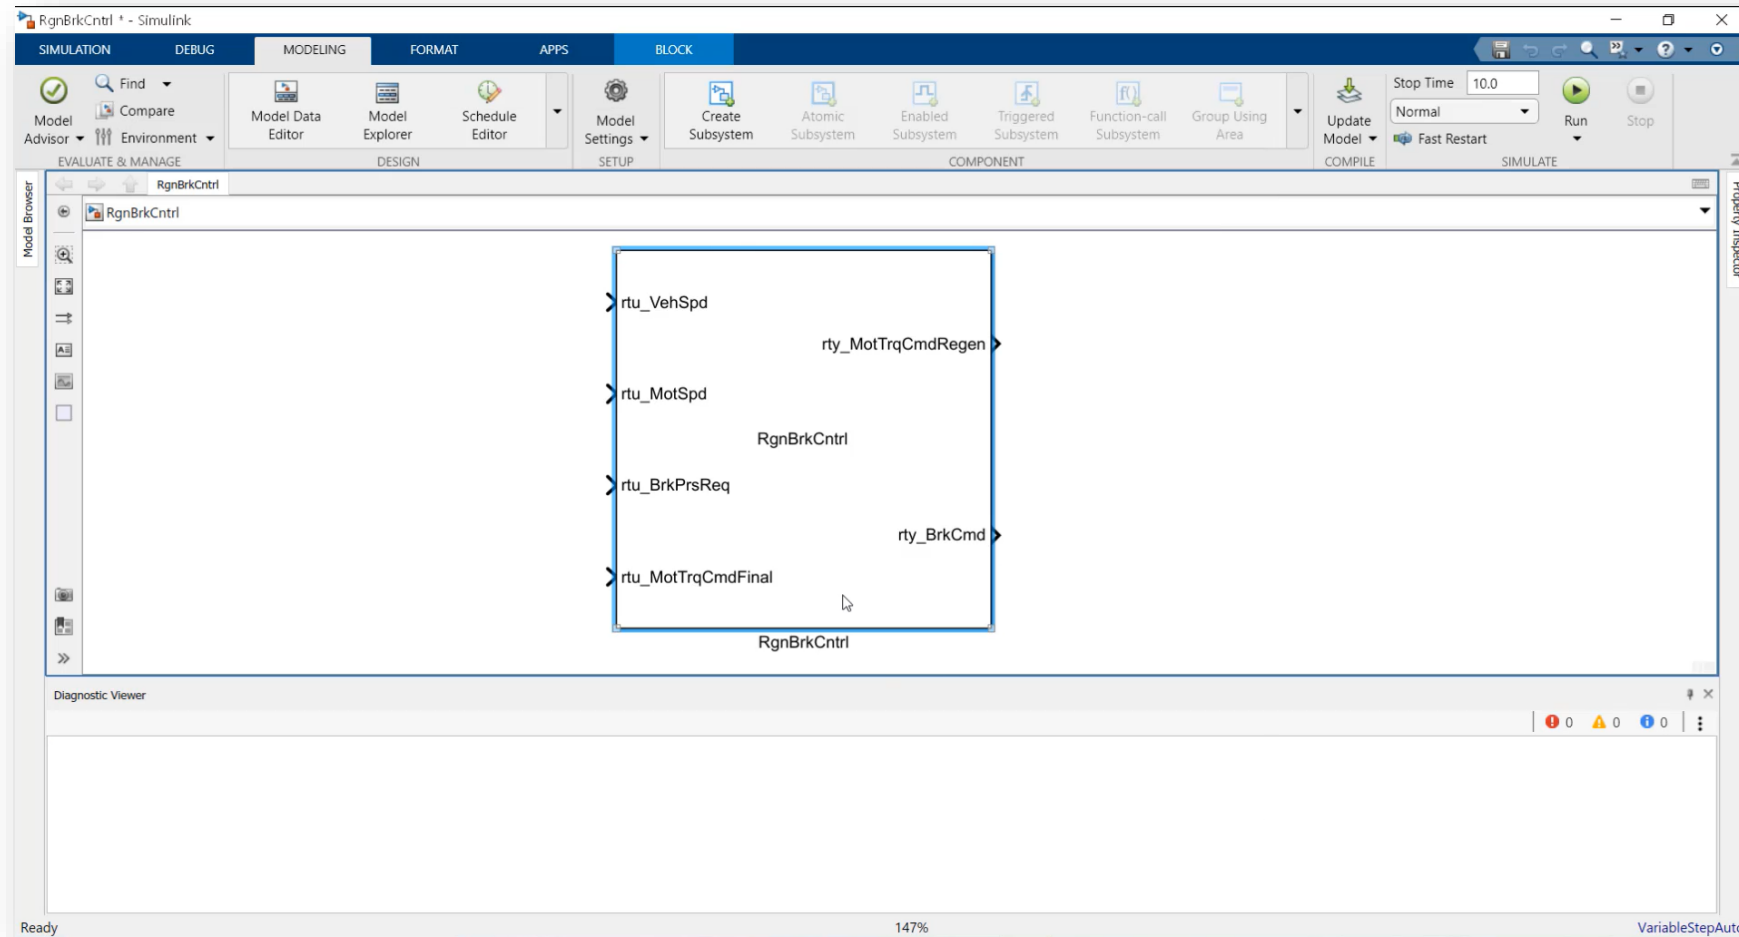 RgnBrkCntrl * - Simulink
SIMULATION DEBUG MODELING FORMAT APPS BLOCK
Model Advisor
Find
Compare
Environment
EVALUATE & MANAGE
Model Data Editor
Model Explorer
Schedule Editor
DESIGN
Model Settings
SETUP
Create Subsystem
Atomic Subsystem
Enabled Subsystem
Triggered Subsystem
Function-call Subsystem
Group Using Area
COMPONENT
Update Model
COMPILE
Stop Time 10.0
Normal
Fast Restart
Run
Stop
SIMULATE
Model Browser
RgnBrkCntrl
RgnBrkCntrl
Property Inspector
rtu_VehSpd
rty_MotTrqCmdRegen
rtu_MotSpd
RgnBrkCntrl
rtu_BrkPrsReq
rty_BrkCmd
rtu_MotTrqCmdFinal
RgnBrkCntrl
Diagnostic Viewer
0 0 0
Ready 147% VariableStepAuto